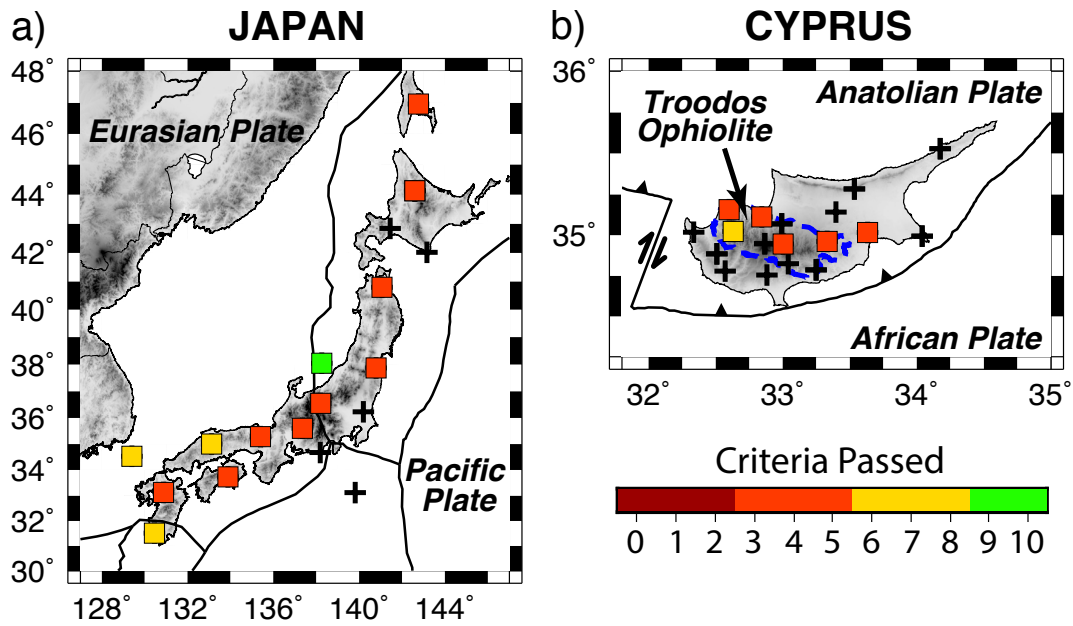 a)
JAPAN
48˚
46˚
44˚
42˚
40˚
38˚
36˚
34˚
32˚
30˚
128˚ 132˚ 136˚ 140˚ 144˚
Eurasian Plate
Pacific
Plate
b)
CYPRUS
36˚
35˚
32˚ 33˚ 34˚ 35˚
Troodos
Ophiolite
Anatolian Plate
African Plate
Criteria Passed
0 1 2 3 4 5 6 7 8 9 10